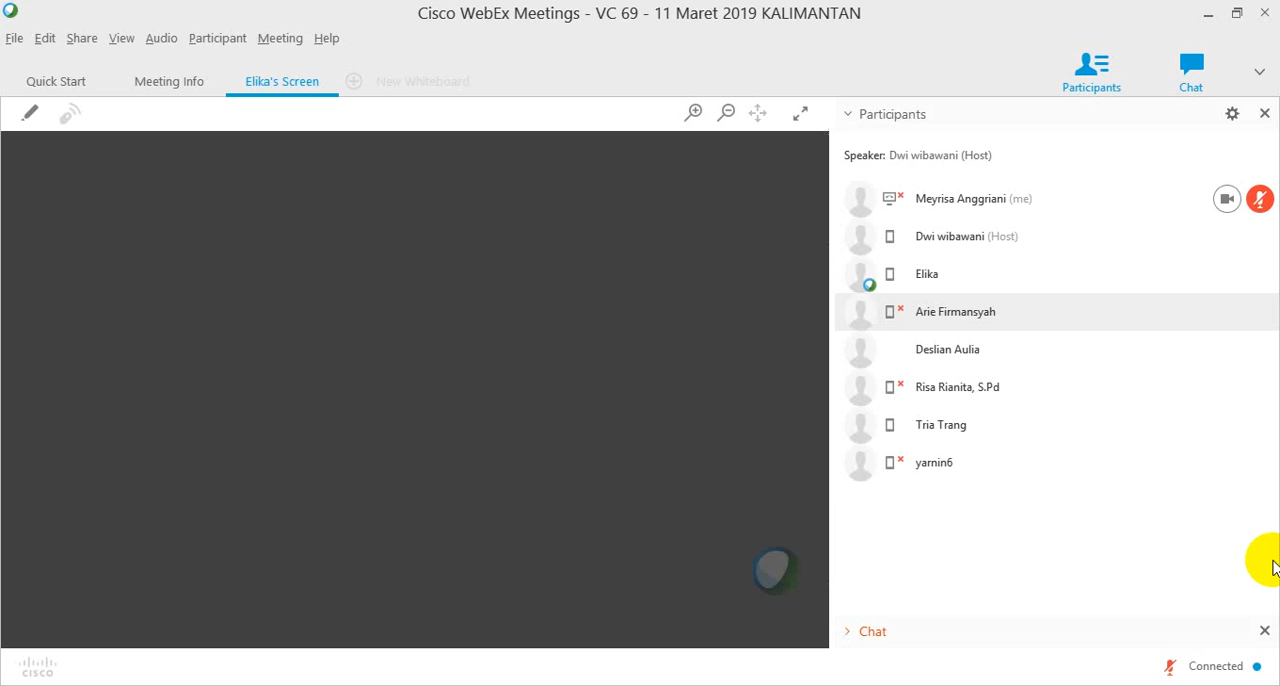 Cisco WebEx Meetings - VC 69 - 11 Maret 2019 KALIMANTAN
File Edit Share View Audio Participant Meeting Help
Quick Start Meeting Info Elika's Screen New Whiteboard
Participants Chat
Participants
Speaker: Dwi wibawani (Host)
Meyrisa Anggriani (me)
Dwi wibawani (Host)
Elika
Arie Firmansyah
Deslian Aulia
Risa Rianita, S.Pd
Tria Trang
yarnin6
Chat
CISCO Connected